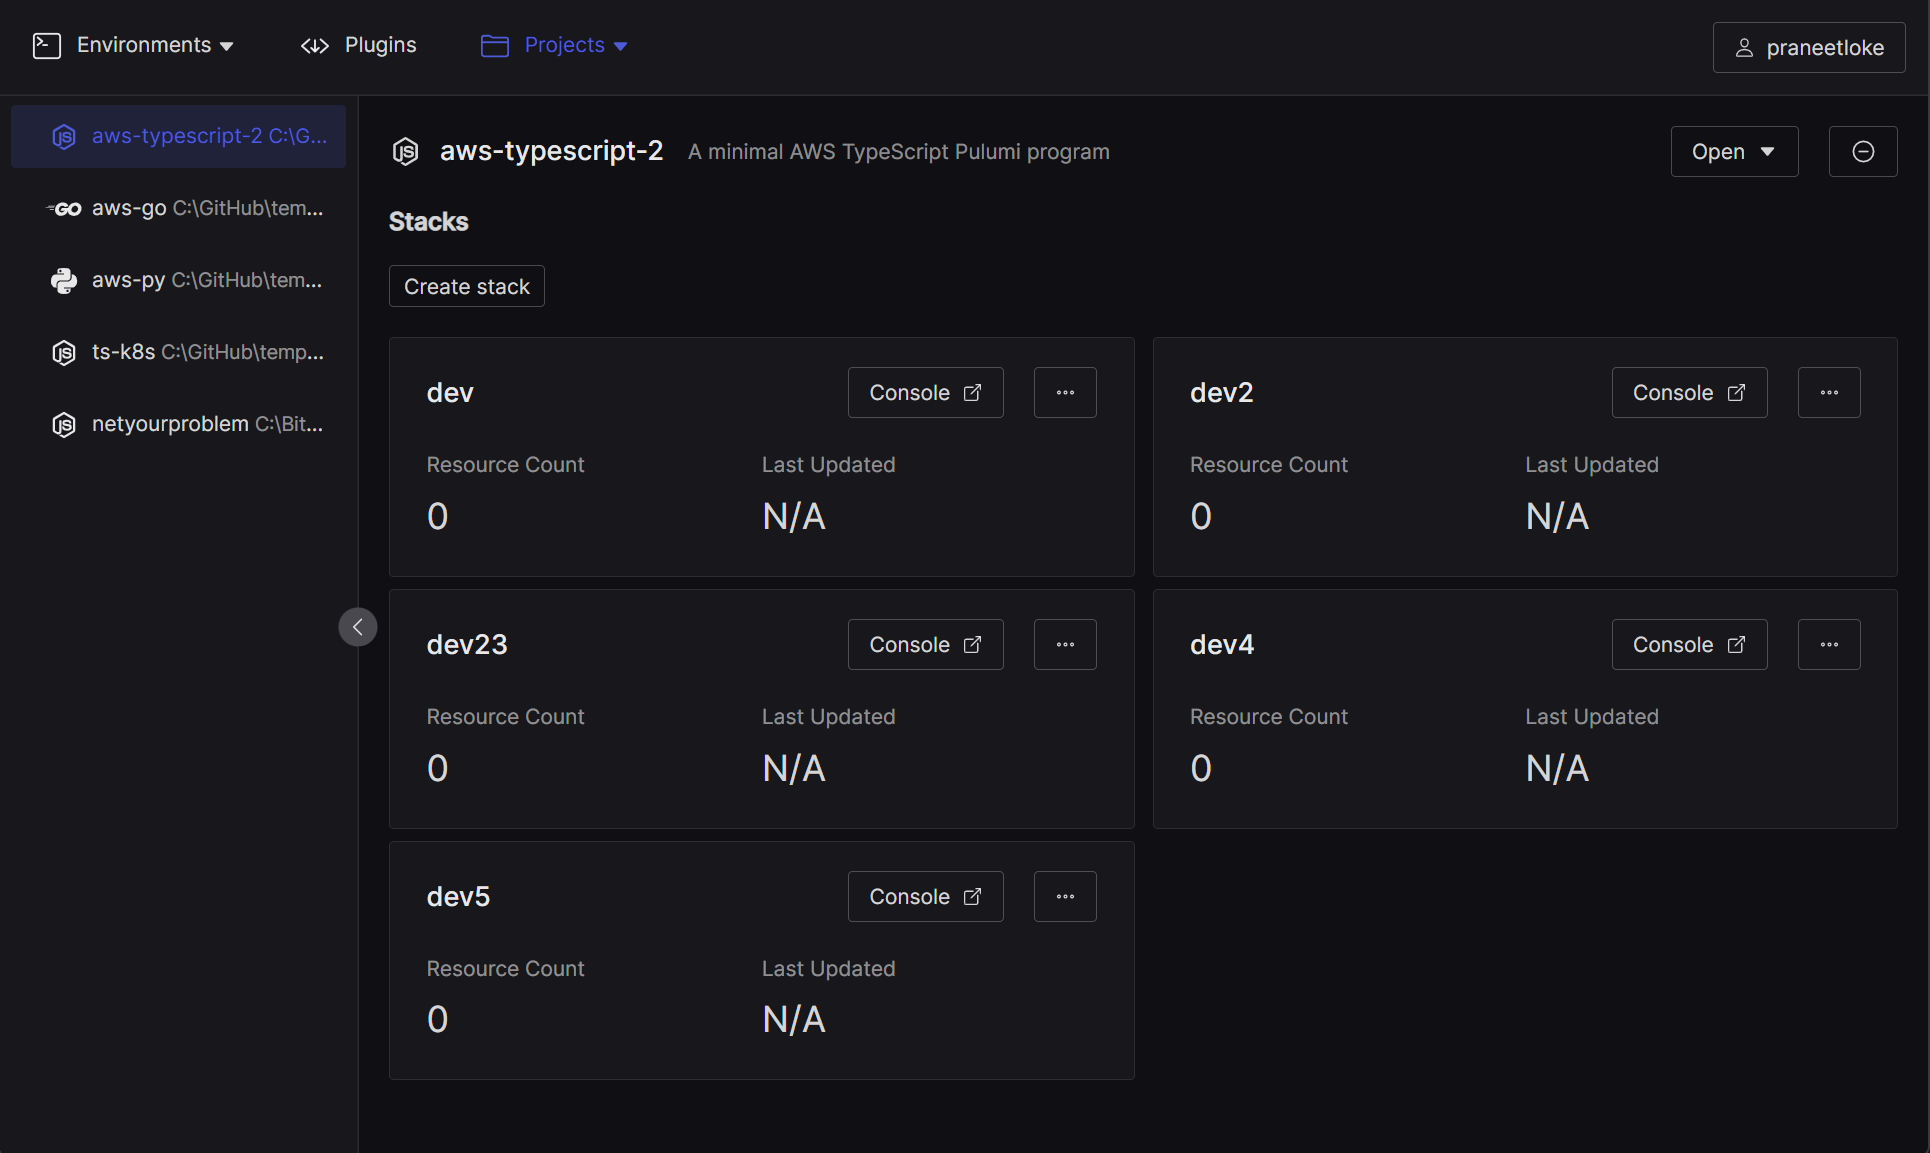 Environments
Plugins
Projects
praneetloke
aws-typescript-2 C:\G...
aws-go C:\GitHub\tem...
aws-py C:\GitHub\tem...
ts-k8s C:\GitHub\temp...
netyourproblem C:\Bit...
aws-typescript-2 A minimal AWS TypeScript Pulumi program
Open
Stacks
Create stack
dev
Console
Resource Count
Last Updated
0
N/A
dev2
Console
Resource Count
Last Updated
0
N/A
dev23
Console
Resource Count
Last Updated
0
N/A
dev4
Console
Resource Count
Last Updated
0
N/A
dev5
Console
Resource Count
Last Updated
0
N/A